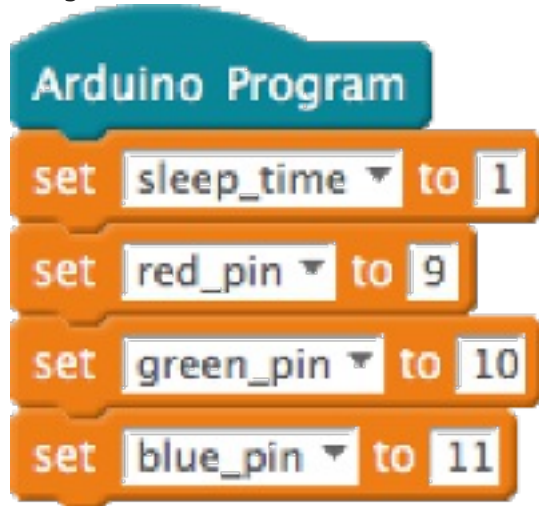 Arduino Program
set sleep_time to 1
set red_pin to 9
set green_pin to 10
set blue_pin to 11